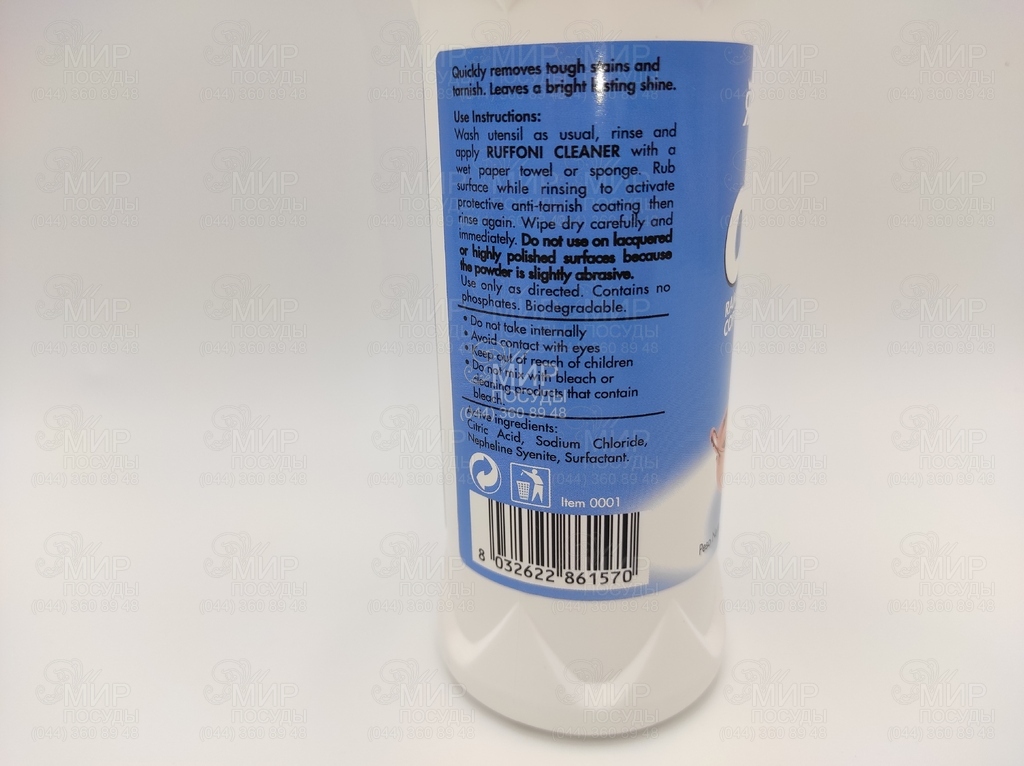 Quickly removes tough stains and
tarnish. Leaves a bright lasting shine.
Use Instructions:
Wash utensil as usual, rinse and
apply RUFFONI CLEANER with a
wet paper towel or sponge. Rub
surface while rinsing to activate
protective anti-tarnish coating then
rinse again. Wipe dry carefully and
immediately. Do not use on lacquered
or highly polished surfaces because
the powder is slightly abrasive.
Use only as directed. Contains no
phosphates. Biodegradable.
• Do not take internally
• Avoid contact with eyes
• Keep out of reach of children
• Do not mix with bleach or
cleaning products that contain
bleach.
Active ingredients:
Citric Acid, Sodium Chloride,
Nepheline Syenite, Surfactant.
Item 0001
8 032622 861570
МИР
ПОСУДЫ
(044) 360 89 48